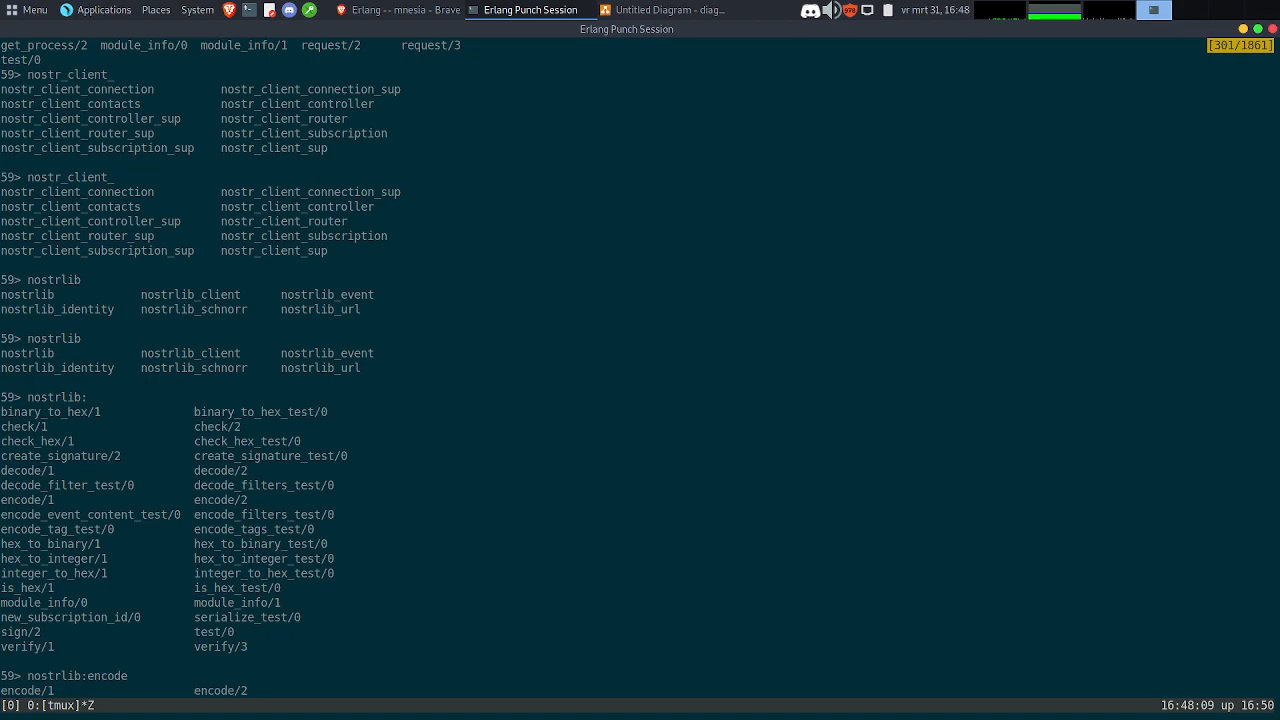 Menu Applications Places System Erlang -- mnesia - Brave Erlang Punch Session Untitled Diagram - diag... 978 vr mrt 31, 16:48
Erlang Punch Session
get_process/2 module_info/0 module_info/1 request/2 request/3 [301/1861]
test/0
59> nostr_client_
nostr_client_connection nostr_client_connection_sup
nostr_client_contacts nostr_client_controller
nostr_client_controller_sup nostr_client_router
nostr_client_router_sup nostr_client_subscription
nostr_client_subscription_sup nostr_client_sup
59> nostr_client_
nostr_client_connection nostr_client_connection_sup
nostr_client_contacts nostr_client_controller
nostr_client_controller_sup nostr_client_router
nostr_client_router_sup nostr_client_subscription
nostr_client_subscription_sup nostr_client_sup
59> nostrlib
nostrlib nostrlib_client nostrlib_event
nostrlib_identity nostrlib_schnorr nostrlib_url
59> nostrlib
nostrlib nostrlib_client nostrlib_event
nostrlib_identity nostrlib_schnorr nostrlib_url
59> nostrlib:
binary_to_hex/1 binary_to_hex_test/0
check/1 check/2
check_hex/1 check_hex_test/0
create_signature/2 create_signature_test/0
decode/1 decode/2
decode_filter_test/0 decode_filters_test/0
encode/1 encode/2
encode_event_content_test/0 encode_filters_test/0
encode_tag_test/0 encode_tags_test/0
hex_to_binary/1 hex_to_binary_test/0
hex_to_integer/1 hex_to_integer_test/0
integer_to_hex/1 integer_to_hex_test/0
is_hex/1 is_hex_test/0
module_info/0 module_info/1
new_subscription_id/0 serialize_test/0
sign/2 test/0
verify/1 verify/3
59> nostrlib:encode
encode/1 encode/2
[0] 0:[tmux]*Z 16:48:09 up 16:50